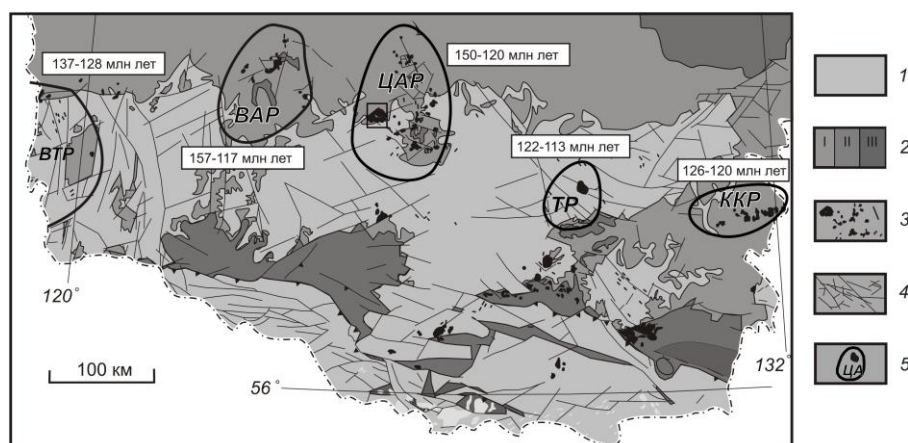 137-128 млн лет
150-120 млн лет
ВАР
ЦАР
ВТР
157-117 млн лет
122-113 млн лет
126-120 млн лет
ТР
ККР
120°
132°
100 км
56°
1
I II III
2
3
4
ЦА
5